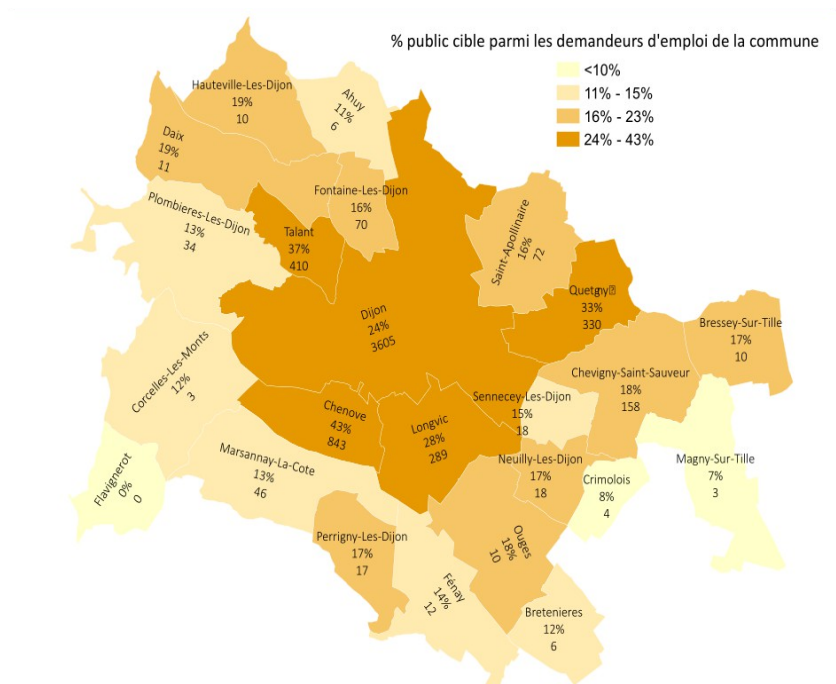 % public cible parmi les demandeurs d'emploi de la commune
<10%
11% - 15%
16% - 23%
24% - 43%
Hauteville-Les-Dijon
19%
10
Ahuy
11%
6
Daix
19%
11
Fontaine-Les-Dijon
16%
70
Plombieres-Les-Dijon
13%
34
Talant
37%
410
Saint-Apollinaire
16%
72
Quetgny
33%
330
Dijon
24%
3605
Bressey-Sur-Tille
17%
10
Corcelles-Les-Monts
12%
3
Chevigny-Saint-Sauveur
18%
158
Sennecey-Les-Dijon
15%
18
Chenove
43%
843
Longvic
28%
289
Marsannay-La-Cote
13%
46
Neuilly-Les-Dijon
17%
18
Crimolois
8%
4
Magny-Sur-Tille
7%
3
Flavignerot
0%
0
Perrigny-Les-Dijon
17%
17
Ouges
18%
10
Fénay
14%
12
Bretenieres
12%
6